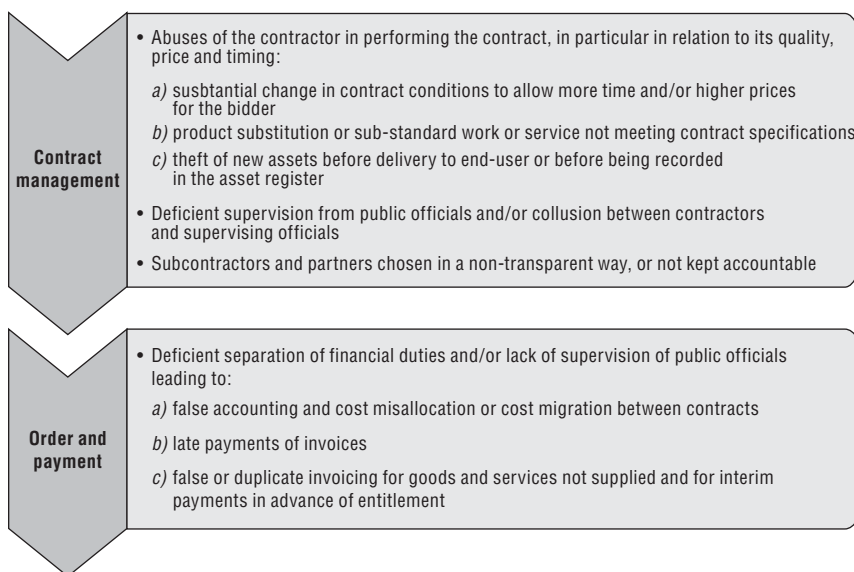 Contract
management
• Abuses of the contractor in performing the contract, in particular in relation to its quality,
price and timing:
a) susbtantial change in contract conditions to allow more time and/or higher prices
for the bidder
b) product substitution or sub-standard work or service not meeting contract specifications
c) theft of new assets before delivery to end-user or before being recorded
in the asset register
• Deficient supervision from public officials and/or collusion between contractors
and supervising officials
• Subcontractors and partners chosen in a non-transparent way, or not kept accountable
Order and
payment
• Deficient separation of financial duties and/or lack of supervision of public officials
leading to:
a) false accounting and cost misallocation or cost migration between contracts
b) late payments of invoices
c) false or duplicate invoicing for goods and services not supplied and for interim
payments in advance of entitlement